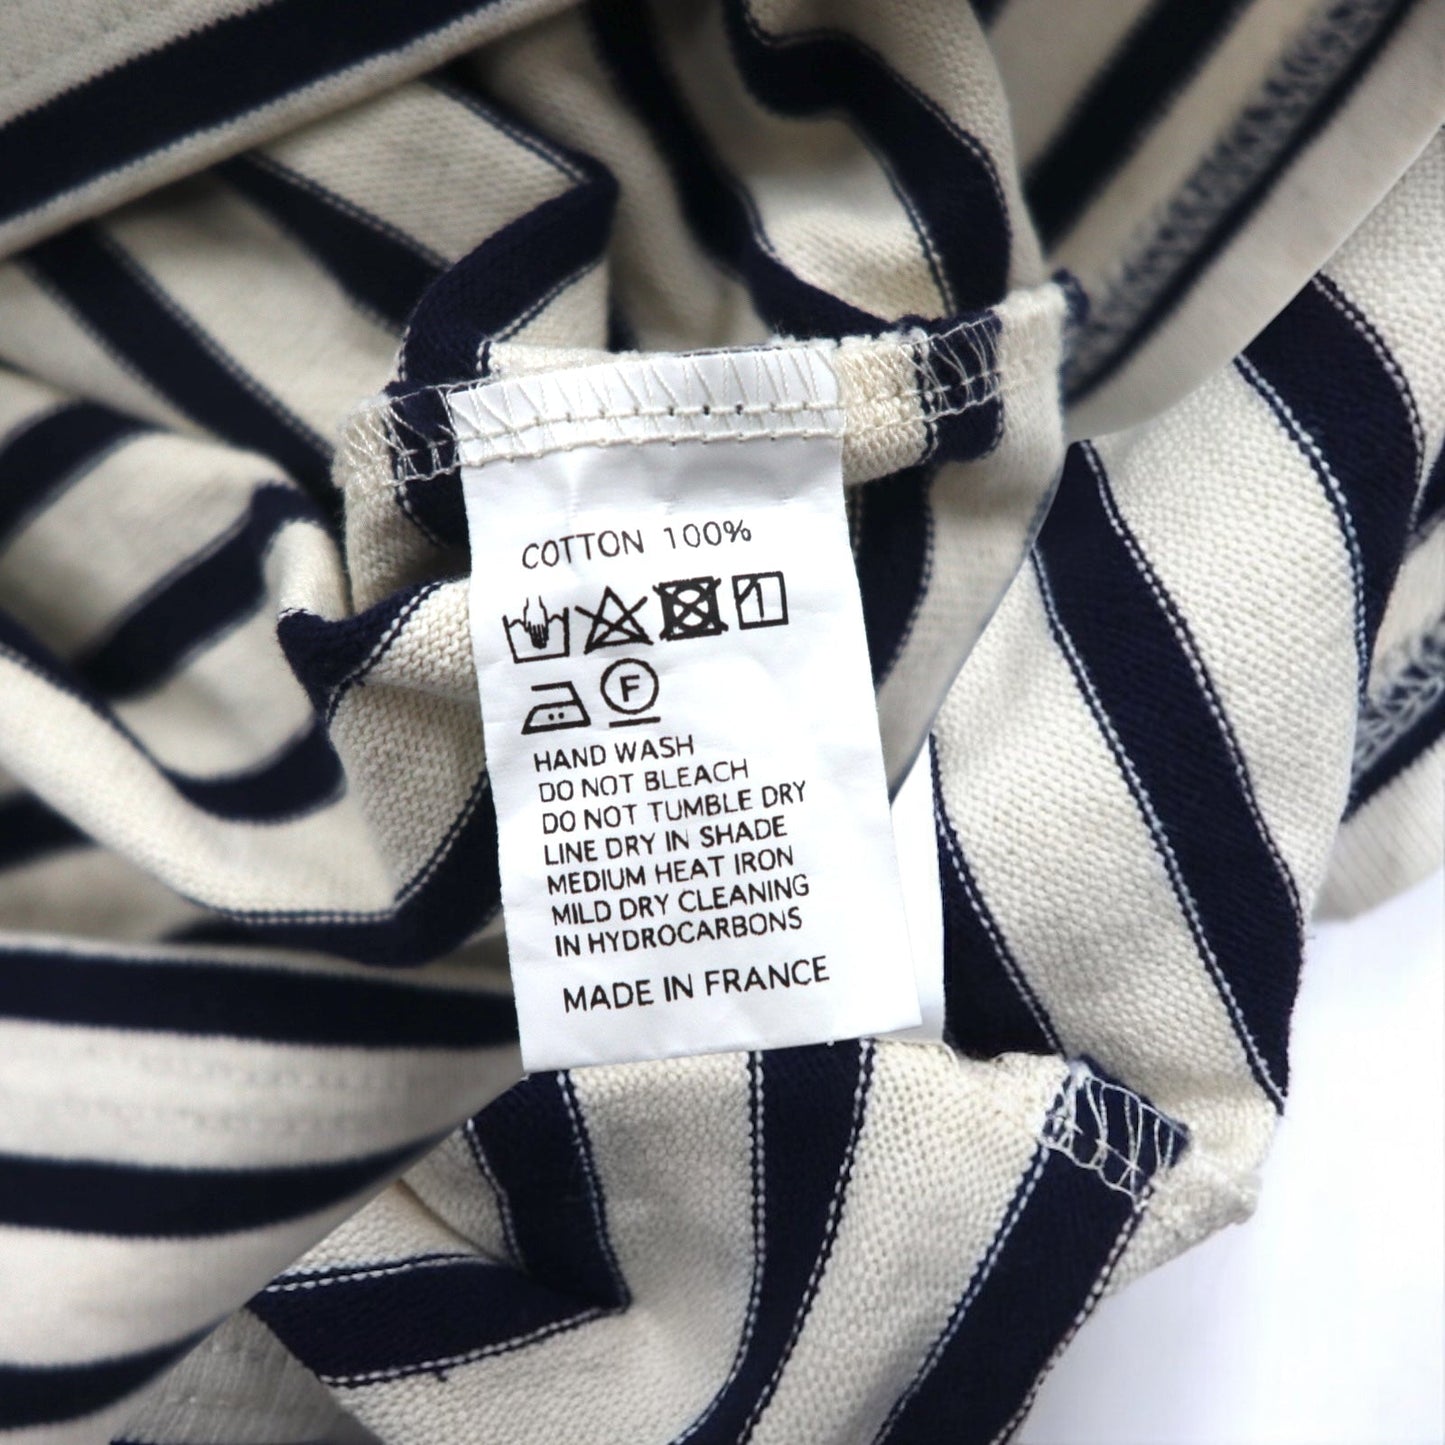 COTTON 100%
F
HAND WASH
DO NOT BLEACH
DO NOT TUMBLE DRY
LINE DRY IN SHADE
MEDIUM HEAT IRON
MILD DRY CLEANING
IN HYDROCARBONS
MADE IN FRANCE